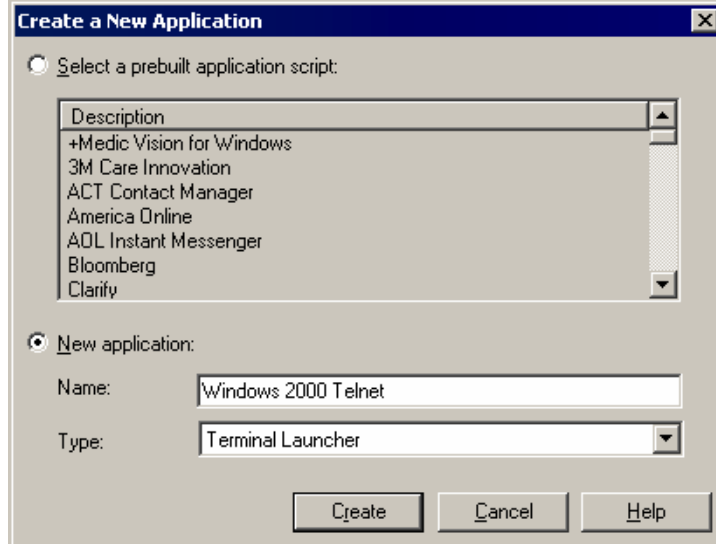 Create a New Application
Select a prebuilt application script:
Description
+Medic Vision for Windows
3M Care Innovation
ACT Contact Manager
America Online
AOL Instant Messenger
Bloomberg
Clarify
New application:
Name: Windows 2000 Telnet
Type: Terminal Launcher
Create Cancel Help